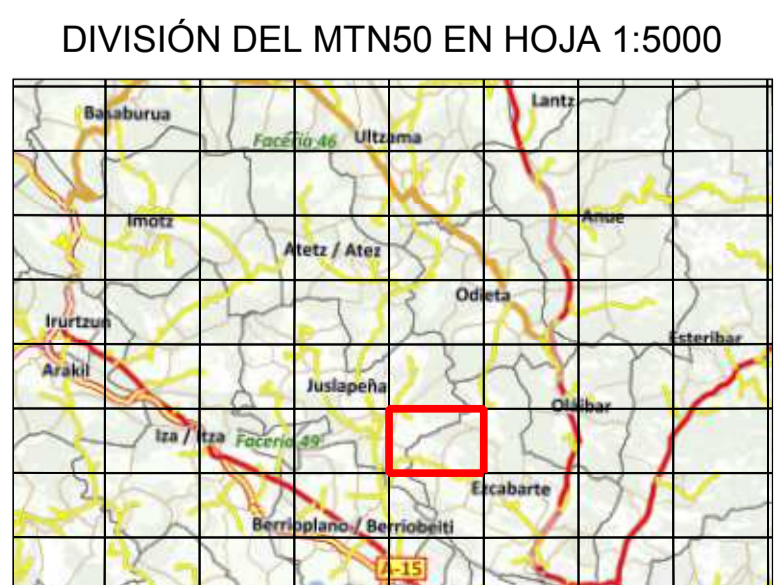 DIVISIÓN DEL MTN50 EN HOJA 1:5000
Lantz
Basaburua
Facería 46
Ultzama
Imotz
Anue
Atetz / Atez
Odieta
Irurtzun
Esteribar
Arakil
Juslapeña
Oláibar
Iza / Itza
Facería 49
Ezcabarte
Berrioplano / Berriobeiti
A-15